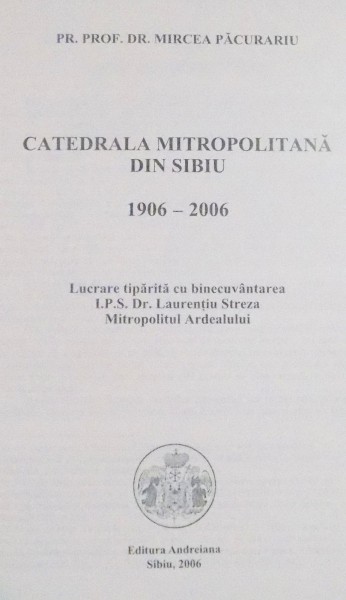 PR. PROF. DR. MIRCEA PĂCURARIU
CATEDRALA MITROPOLITANĂ
DIN SIBIU
1906 – 2006
Lucrare tipărită cu binecuvântarea
I.P.S. Dr. Laurenţiu Streza
Mitropolitul Ardealului
Editura Andreiana
Sibiu, 2006